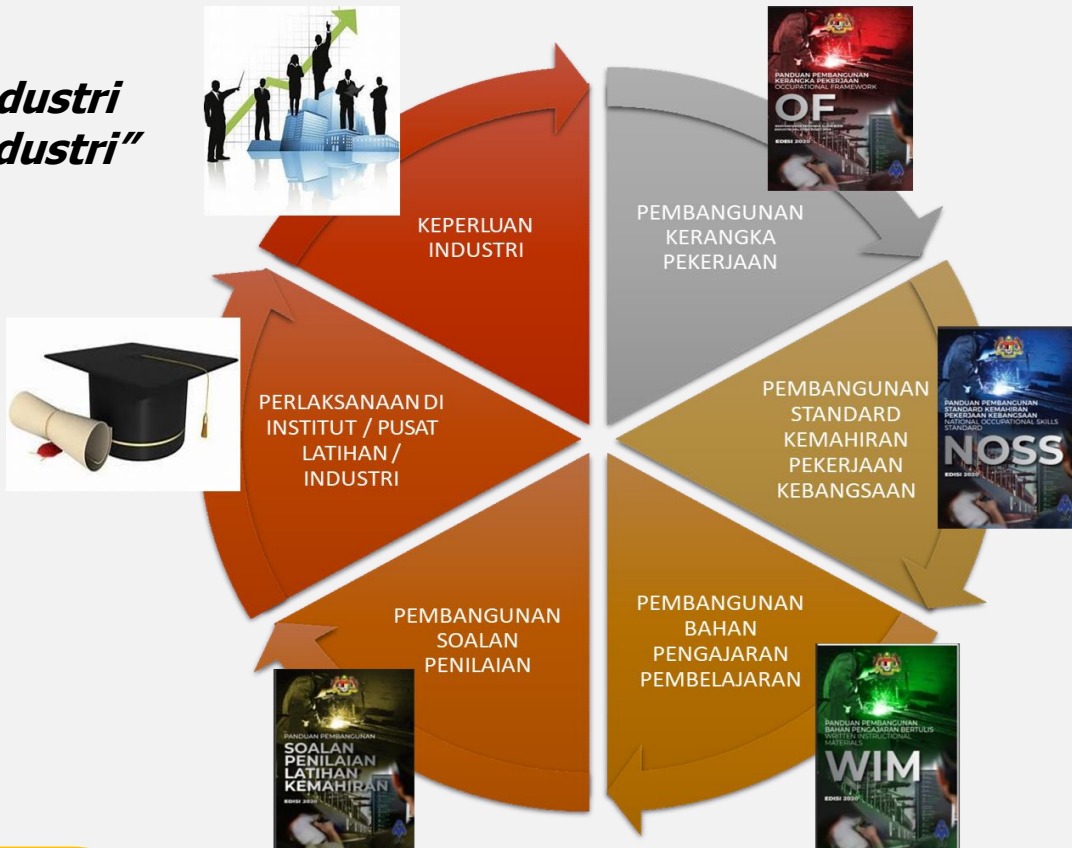 dustri
dustri”
KEPERLUAN
INDUSTRI
PEMBANGUNAN
KERANGKA
PEKERJAAN
PEMBANGUNAN
STANDARD
KEMAHIRAN
PEKERJAAN
KEBANGSAAN
PEMBANGUNAN
BAHAN
PENGAJARAN
PEMBELAJARAN
PEMBANGUNAN
SOALAN
PENILAIAN
PERLAKSANAAN DI
INSTITUT / PUSAT
LATIHAN /
INDUSTRI
PANDUAN PEMBANGUNAN
KERANGKA PEKERJAAN
OCCUPATIONAL FRAMEWORK
OF
EDISI 2020
PANDUAN PEMBANGUNAN
STANDARD KEMAHIRAN
PEKERJAAN KEBANGSAAN
NATIONAL OCCUPATIONAL SKILLS
STANDARD
NOSS
EDISI 2020
PANDUAN PEMBANGUNAN
BAHAN PENGAJARAN BERTULIS
WRITTEN INSTRUCTIONAL
MATERIALS
WIM
EDISI 2020
PANDUAN PEMBANGUNAN
SOALAN
PENILAIAN
LATIHAN
KEMAHIRAN
EDISI 2020